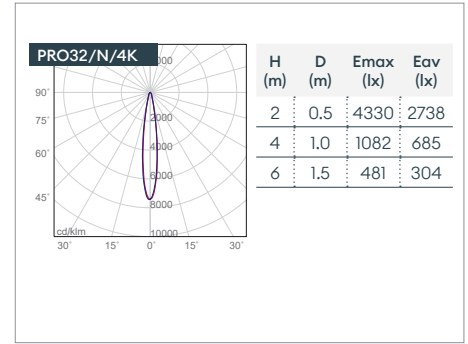 PRO32/N/4K
2000
90°
75°
2000
60°
4000
6000
45°
8000
cd/klm
10000
30° 15° 0° 15° 30°
H D Emax Eav
(m) (m) (lx) (lx)
2 0.5 4330 2738
4 1.0 1082 685
6 1.5 481 304